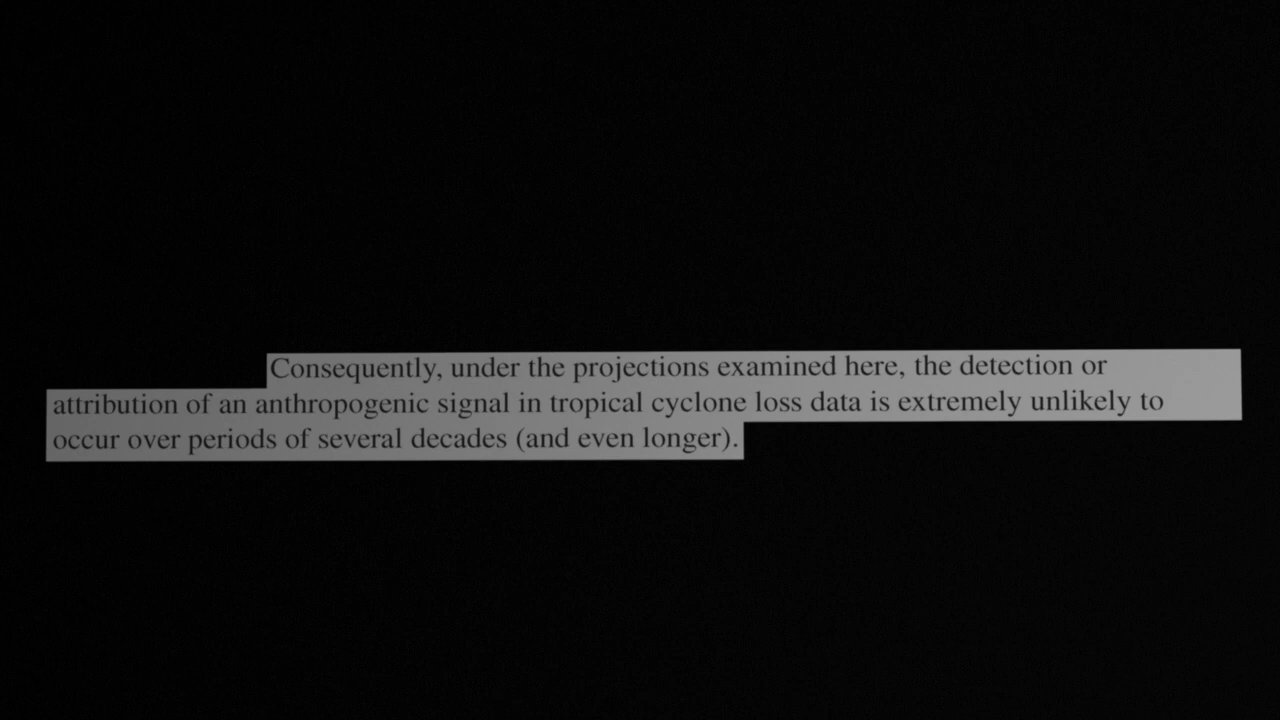 Consequently, under the projections examined here, the detection or
attribution of an anthropogenic signal in tropical cyclone loss data is extremely unlikely to
occur over periods of several decades (and even longer).